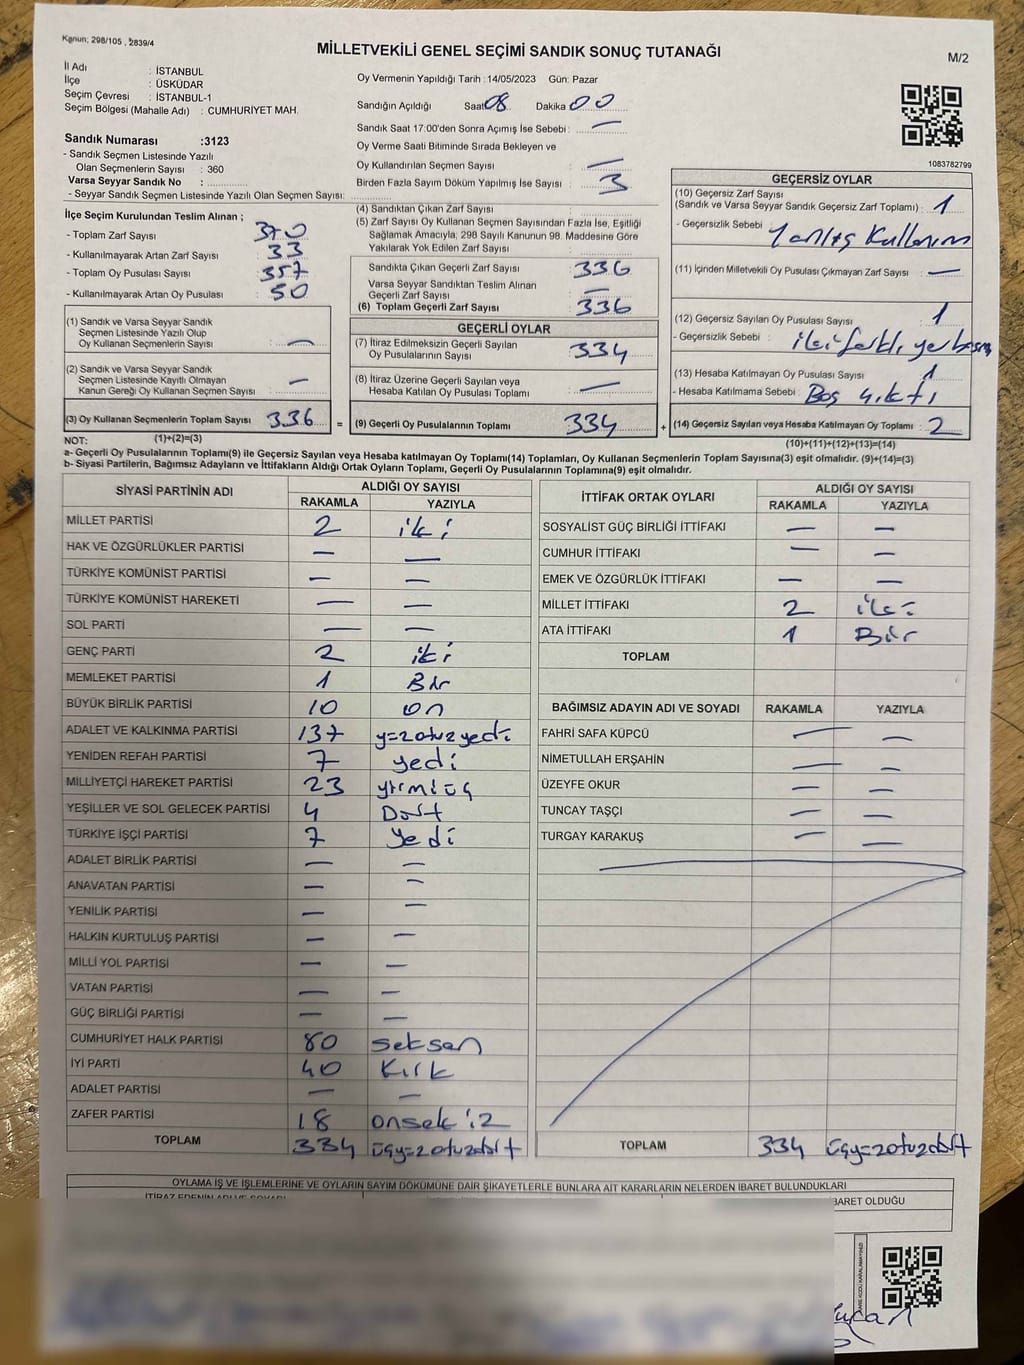 Kanun; 298/105 , 2839/4
MİLLETVEKİLİ GENEL SEÇİMİ SANDIK SONUÇ TUTANAĞI
M/2
İl Adı : İSTANBUL
İlçe : ÜSKÜDAR
Seçim Çevresi : İSTANBUL-1
Seçim Bölgesi (Mahalle Adı) : CUMHURİYET MAH.
Sandık Numarası :3123
- Sandık Seçmen Listesinde Yazılı
Olan Seçmenlerin Sayısı : 360
Varsa Seyyar Sandık No :
- Seyyar Sandık Seçmen Listesinde Yazılı Olan Seçmen Sayısı:
Oy Vermenin Yapıldığı Tarih : 14/05/2023 Gün: Pazar
Sandığın Açıldığı Saat 08 Dakika 00
Sandık Saat 17:00'den Sonra Açımış İse Sebebi : —
Oy Verme Saati Bitiminde Sırada Bekleyen ve
Oy Kullandırılan Seçmen Sayısı : —
Birden Fazla Sayım Döküm Yapılmış İse Sayısı : 3
1083782799
İlçe Seçim Kurulundan Teslim Alınan ;
- Toplam Zarf Sayısı : 370
- Kullanılmayarak Artan Zarf Sayısı : 33
- Toplam Oy Pusulası Sayısı : 357
- Kullanılmayarak Artan Oy Pusulası : 50
(1) Sandık ve Varsa Seyyar Sandık
Seçmen Listesinde Yazılı Olup
Oy Kullanan Seçmenlerin Sayısı : —
(2) Sandık ve Varsa Seyyar Sandık
Seçmen Listesinde Kayıtlı Olmayan
Kanun Gereği Oy Kullanan Seçmen Sayısı : —
(3) Oy Kullanan Seçmenlerin Toplam Sayısı 336 =
(4) Sandıktan Çıkan Zarf Sayısı :
(5) Zarf Sayısı Oy Kullanan Seçmen Sayısından Fazla İse, Eşitliği
Sağlamak Amacıyla, 298 Sayılı Kanunun 98. Maddesine Göre
Yakılarak Yok Edilen Zarf Sayısı :
Sandıkta Çıkan Geçerli Zarf Sayısı : 336
Varsa Seyyar Sandıktan Teslim Alınan
Geçerli Zarf Sayısı : —
(6) Toplam Geçerli Zarf Sayısı : 336
GEÇERLİ OYLAR
(7) İtiraz Edilmeksizin Geçerli Sayılan
Oy Pusulalarının Sayısı : 334
(8) İtiraz Üzerine Geçerli Sayılan veya
Hesaba Katılan Oy Pusulası Sayısı : —
(9) Geçerli Oy Pusulalarının Toplamı 334 +
GEÇERSİZ OYLAR
(10) Geçersiz Zarf Sayısı
(Sandık ve Varsa Seyyar Sandık Geçersiz Zarf Toplamı) : 1
- Geçersizlik Sebebi : Yanlış Kullanım
(11) İçinden Milletvekili Oy Pusulası Çıkmayan Zarf Sayısı : —
(12) Geçersiz Sayılan Oy Pusulası Sayısı : 1
- Geçersizlik Sebebi : iki farklı yer basım
(13) Hesaba Katılmayan Oy Pusulası Sayısı : 1
- Hesaba Katılmama Sebebi : Boş çıktı
(14) Geçersiz Sayılan veya Hesaba Katılmayan Oy Toplamı : 2
NOT: (1)+(2)=(3)
(10)+(11)+(12)+(13)=(14)
a- Geçerli Oy Pusulalarının Toplamı(9) ile Geçersiz Sayılan veya Hesaba katılmayan Oy Toplamı(14) Toplamları, Oy Kullanan Seçmenlerin Toplam Sayısına(3) eşit olmalıdır. (9)+(14)=(3)
b- Siyasi Partilerin, Bağımsız Adayların ve İttifakların Aldığı Ortak Oyların Toplamı, Geçerli Oy Pusulalarının Toplamına(9) eşit olmalıdır.
SİYASİ PARTİNİN ADI ALDIĞI OY SAYISI
RAKAMLA YAZIYLA
MİLLET PARTİSİ 2 iki
HAK VE ÖZGÜRLÜKLER PARTİSİ — —
TÜRKİYE KOMÜNİST PARTİSİ — —
TÜRKİYE KOMÜNİST HAREKETİ — —
SOL PARTİ — —
GENÇ PARTİ 2 iki
MEMLEKET PARTİSİ 1 Bir
BÜYÜK BİRLİK PARTİSİ 10 on
ADALET VE KALKINMA PARTİSİ 137 yüzotuzyedi
YENİDEN REFAH PARTİSİ 7 yedi
MİLLİYETÇİ HAREKET PARTİSİ 23 yirmiüç
YEŞİLLER VE SOL GELECEK PARTİSİ 4 Dört
TÜRKİYE İŞÇİ PARTİSİ 7 yedi
ADALET BİRLİK PARTİSİ — —
ANAVATAN PARTİSİ — —
YENİLİK PARTİSİ — —
HALKIN KURTULUŞ PARTİSİ — —
MİLLİ YOL PARTİSİ — —
VATAN PARTİSİ — —
GÜÇ BİRLİĞİ PARTİSİ — —
CUMHURİYET HALK PARTİSİ 80 seksen
İYİ PARTİ 40 Kırk
ADALET PARTİSİ — —
ZAFER PARTİSİ 18 onsekiz
TOPLAM 334 üçyüzotuzdört
İTTİFAK ORTAK OYLARI ALDIĞI OY SAYISI
RAKAMLA YAZIYLA
SOSYALİST GÜÇ BİRLİĞİ İTTİFAKI — —
CUMHUR İTTİFAKI — —
EMEK VE ÖZGÜRLÜK İTTİFAKI — —
MİLLET İTTİFAKI 2 iki
ATA İTTİFAKI 1 Bir
TOPLAM
BAĞIMSIZ ADAYIN ADI VE SOYADI RAKAMLA YAZIYLA
FAHRİ SAFA KÜPCÜ — —
NİMETULLAH ERŞAHİN — —
ÜZEYFE OKUR — —
TUNCAY TAŞÇI — —
TURGAY KARAKUŞ — —
TOPLAM 334 üçyüzotuzdört
OYLAMA İŞ VE İŞLEMLERİNE VE OYLARIN SAYIM DÖKÜMÜNE DAİR ŞİKAYETLERLE BUNLARA AİT KARARLARIN NELERDEN İBARET BULUNDUKLARI
İTİRAZ EDENİN ADI VE SOYADI
İBARET OLDUĞU